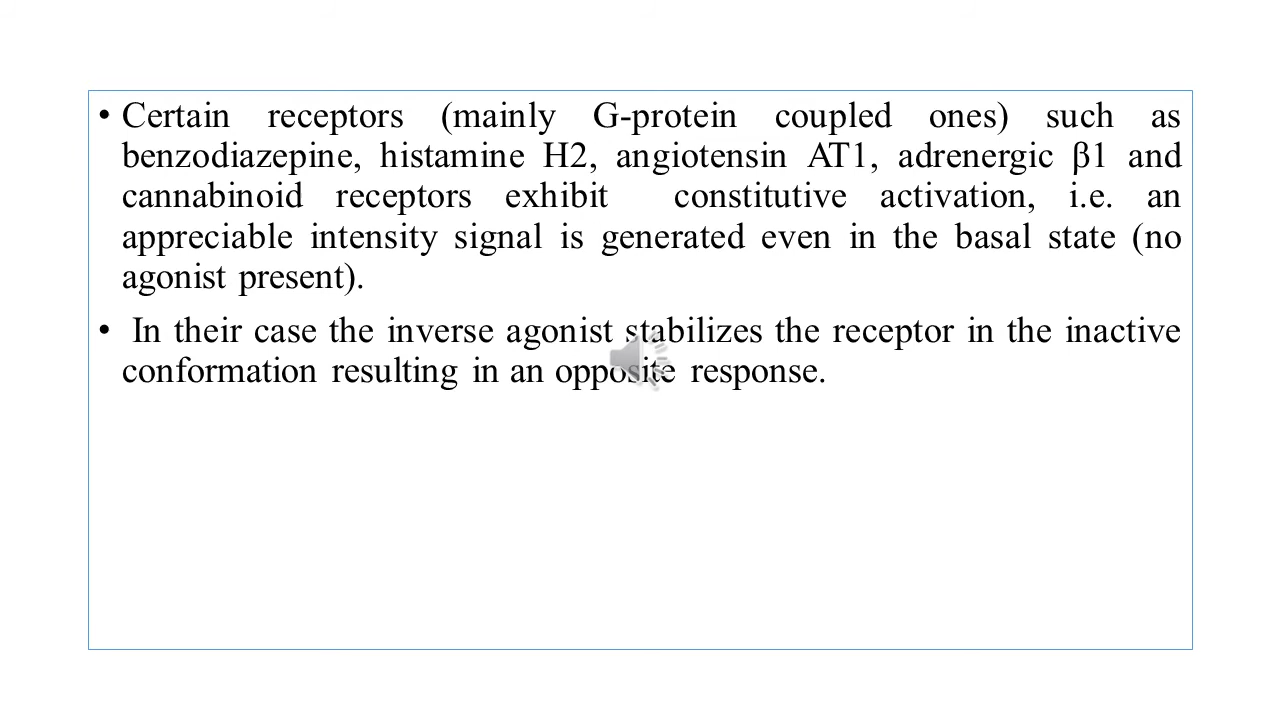 • Certain receptors (mainly G-protein coupled ones) such as
benzodiazepine, histamine H2, angiotensin AT1, adrenergic β1 and
cannabinoid receptors exhibit constitutive activation, i.e. an
appreciable intensity signal is generated even in the basal state (no
agonist present).
• In their case the inverse agonist stabilizes the receptor in the inactive
conformation resulting in an opposite response.